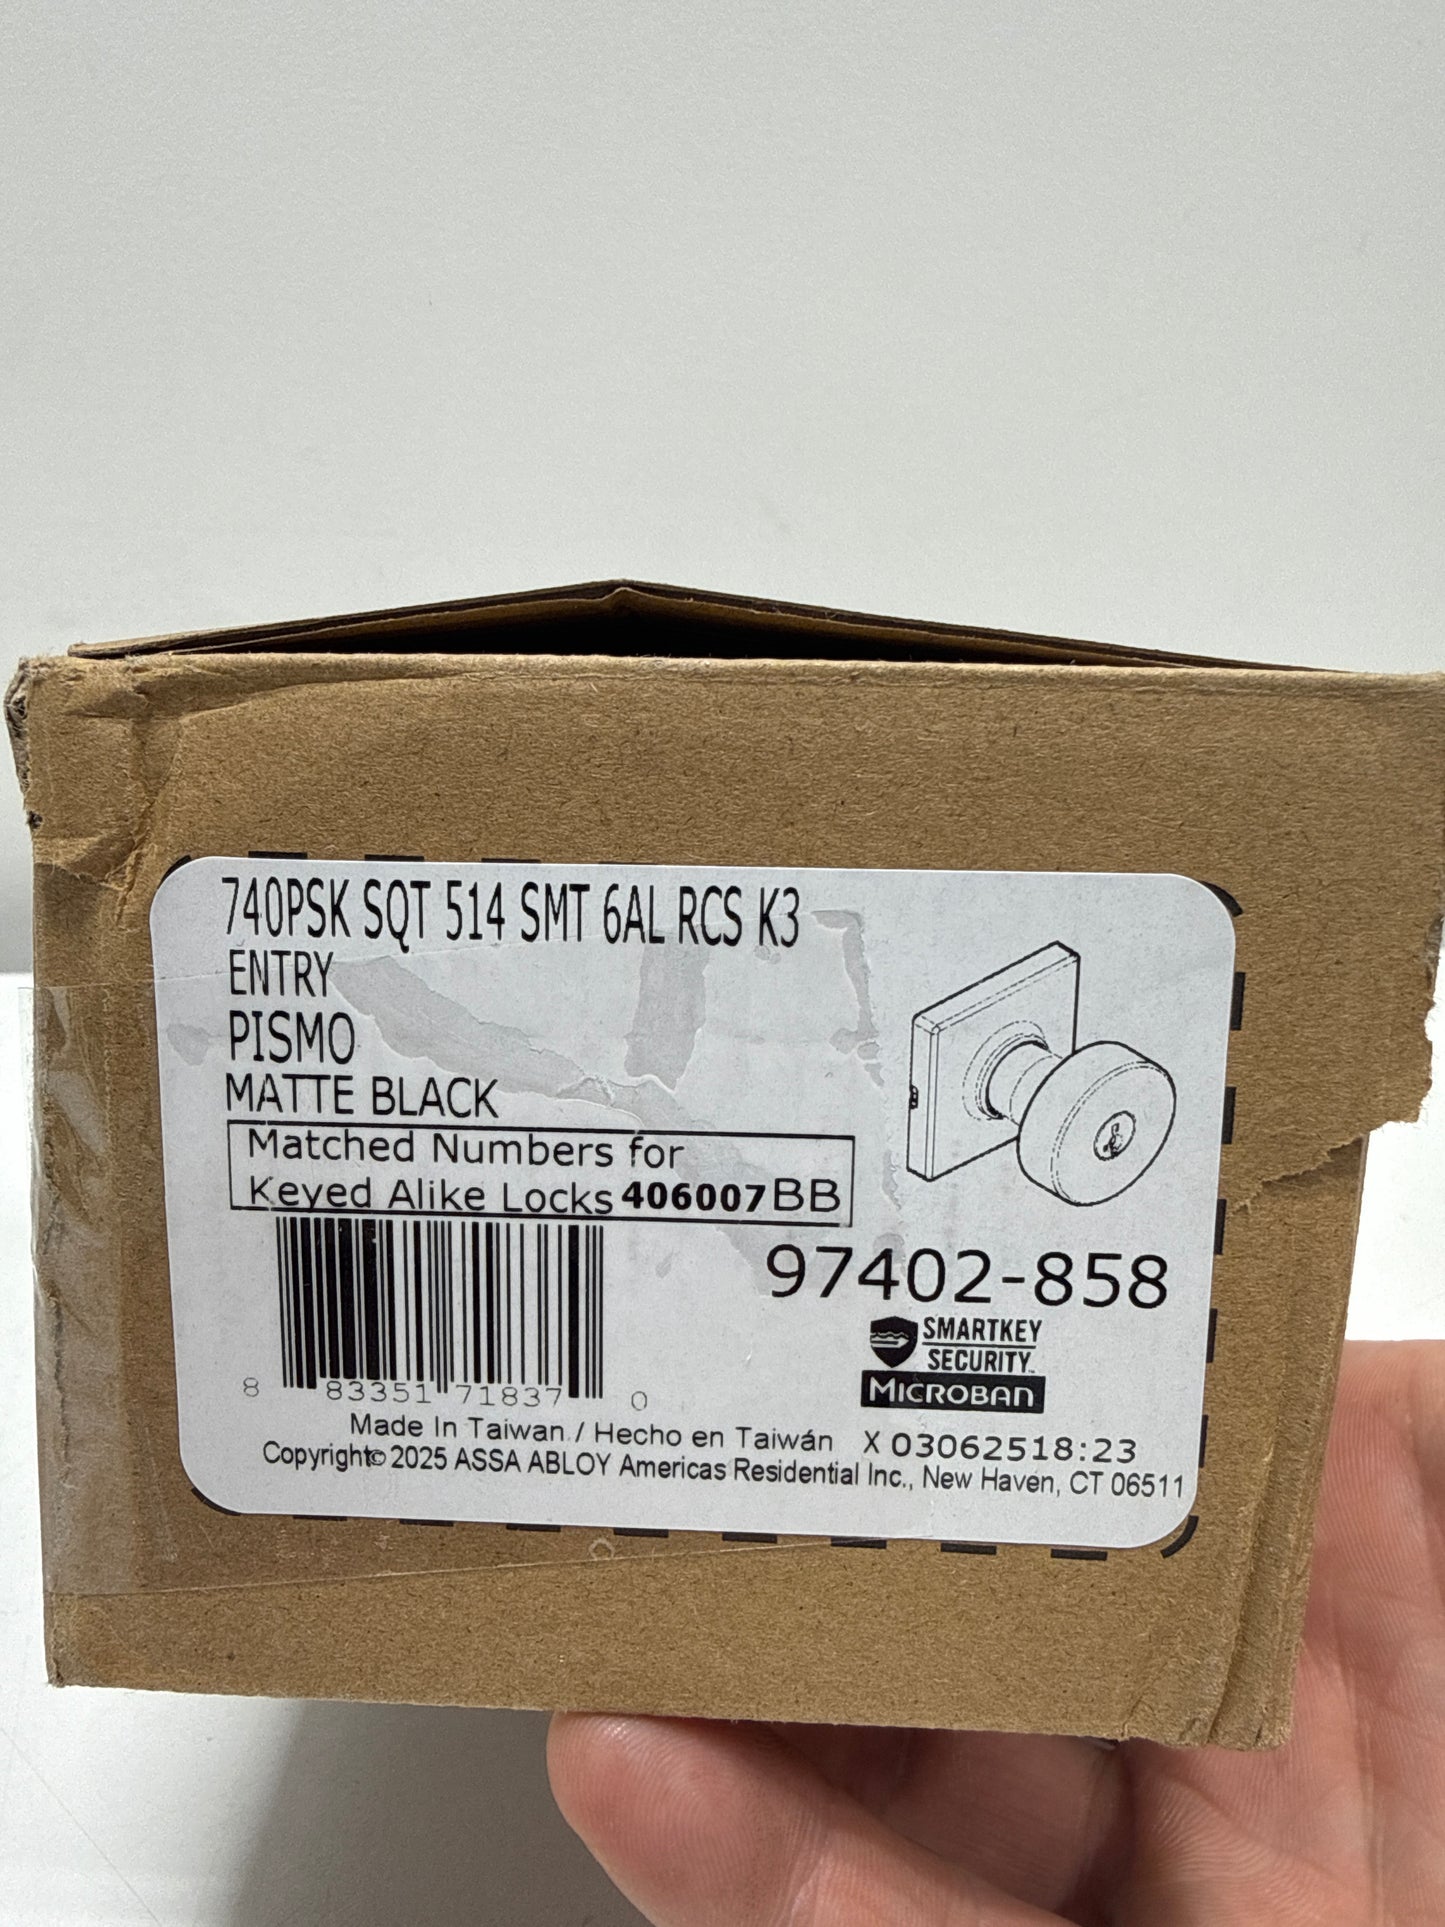 740PSK SQT 514 SMT 6AL RCS K3
ENTRY
PISMO
MATTE BLACK
Matched Numbers for
Keyed Alike Locks 406007BB
97402-858
SMARTKEY
SECURITY™
MICROBAN
8 83351 71837 0
Made In Taiwan / Hecho en Taiwán X 03062518:23
Copyright© 2025 ASSA ABLOY Americas Residential Inc., New Haven, CT 06511